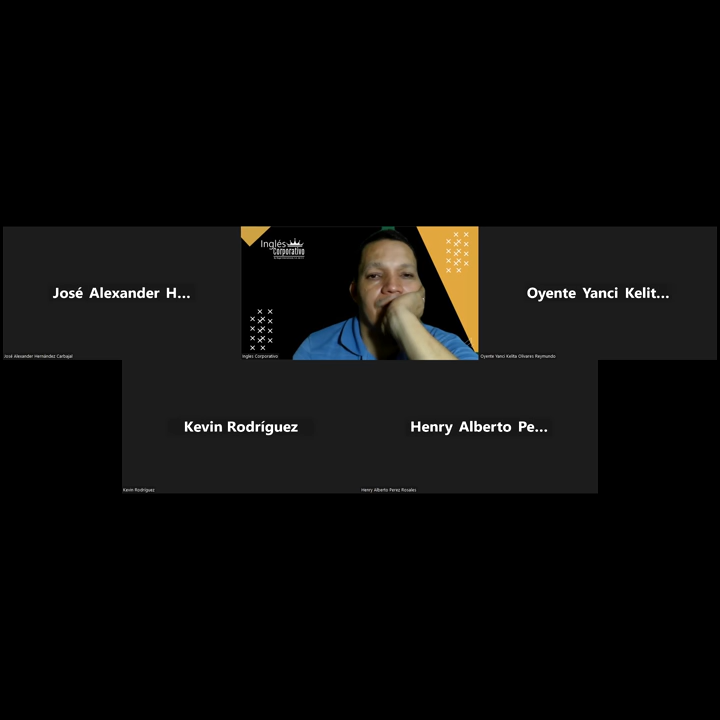 José Alexander H...
José Alexander Hernández Carbajal
Inglés
Corporativo
Inglés Corporativo
Oyente Yanci Kelit...
Oyente Yanci Kelita Olivares Reymundo
Kevin Rodríguez
Kevin Rodríguez
Henry Alberto Pe...
Henry Alberto Perez Rosales